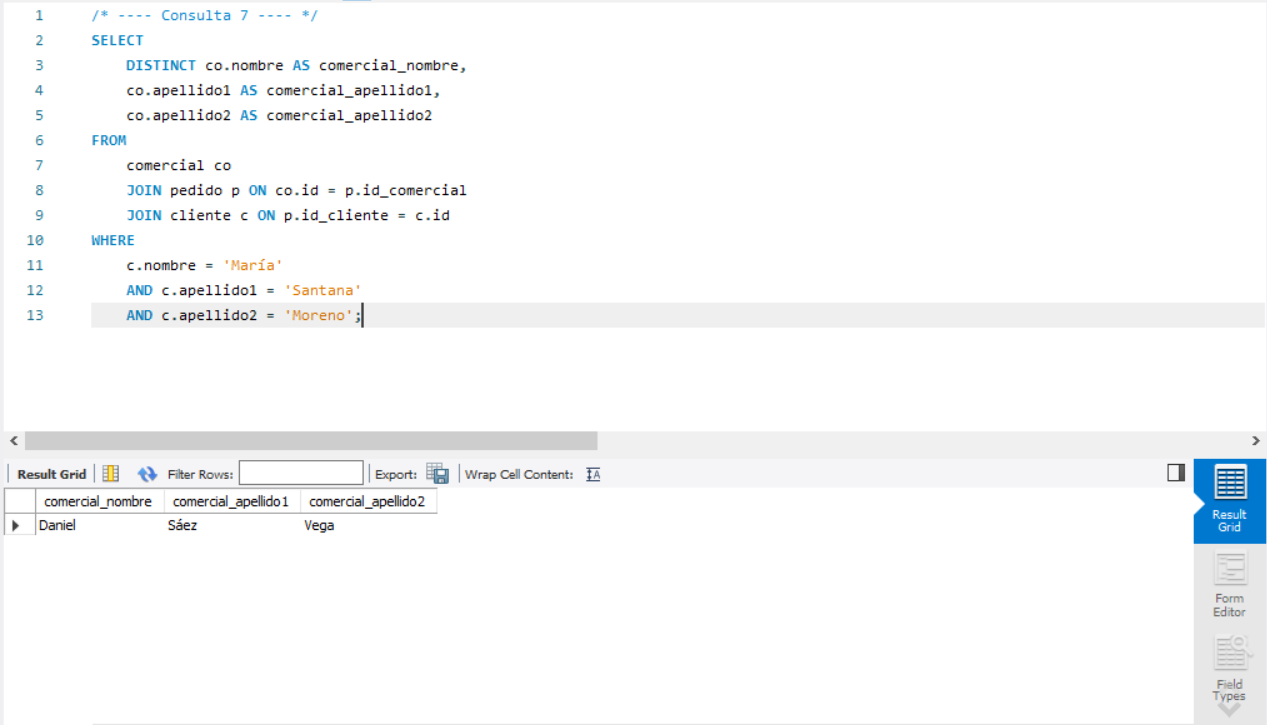 1 /* ---- Consulta 7 ---- */
2 SELECT
3 DISTINCT co.nombre AS comercial_nombre,
4 co.apellido1 AS comercial_apellido1,
5 co.apellido2 AS comercial_apellido2
6 FROM
7 comercial co
8 JOIN pedido p ON co.id = p.id_comercial
9 JOIN cliente c ON p.id_cliente = c.id
10 WHERE
11 c.nombre = 'María'
12 AND c.apellido1 = 'Santana'
13 AND c.apellido2 = 'Moreno';
Result Grid Filter Rows: Export: Wrap Cell Content:
comercial_nombre comercial_apellido1 comercial_apellido2
Daniel Sáez Vega
Result
Grid
Form
Editor
Field
Types